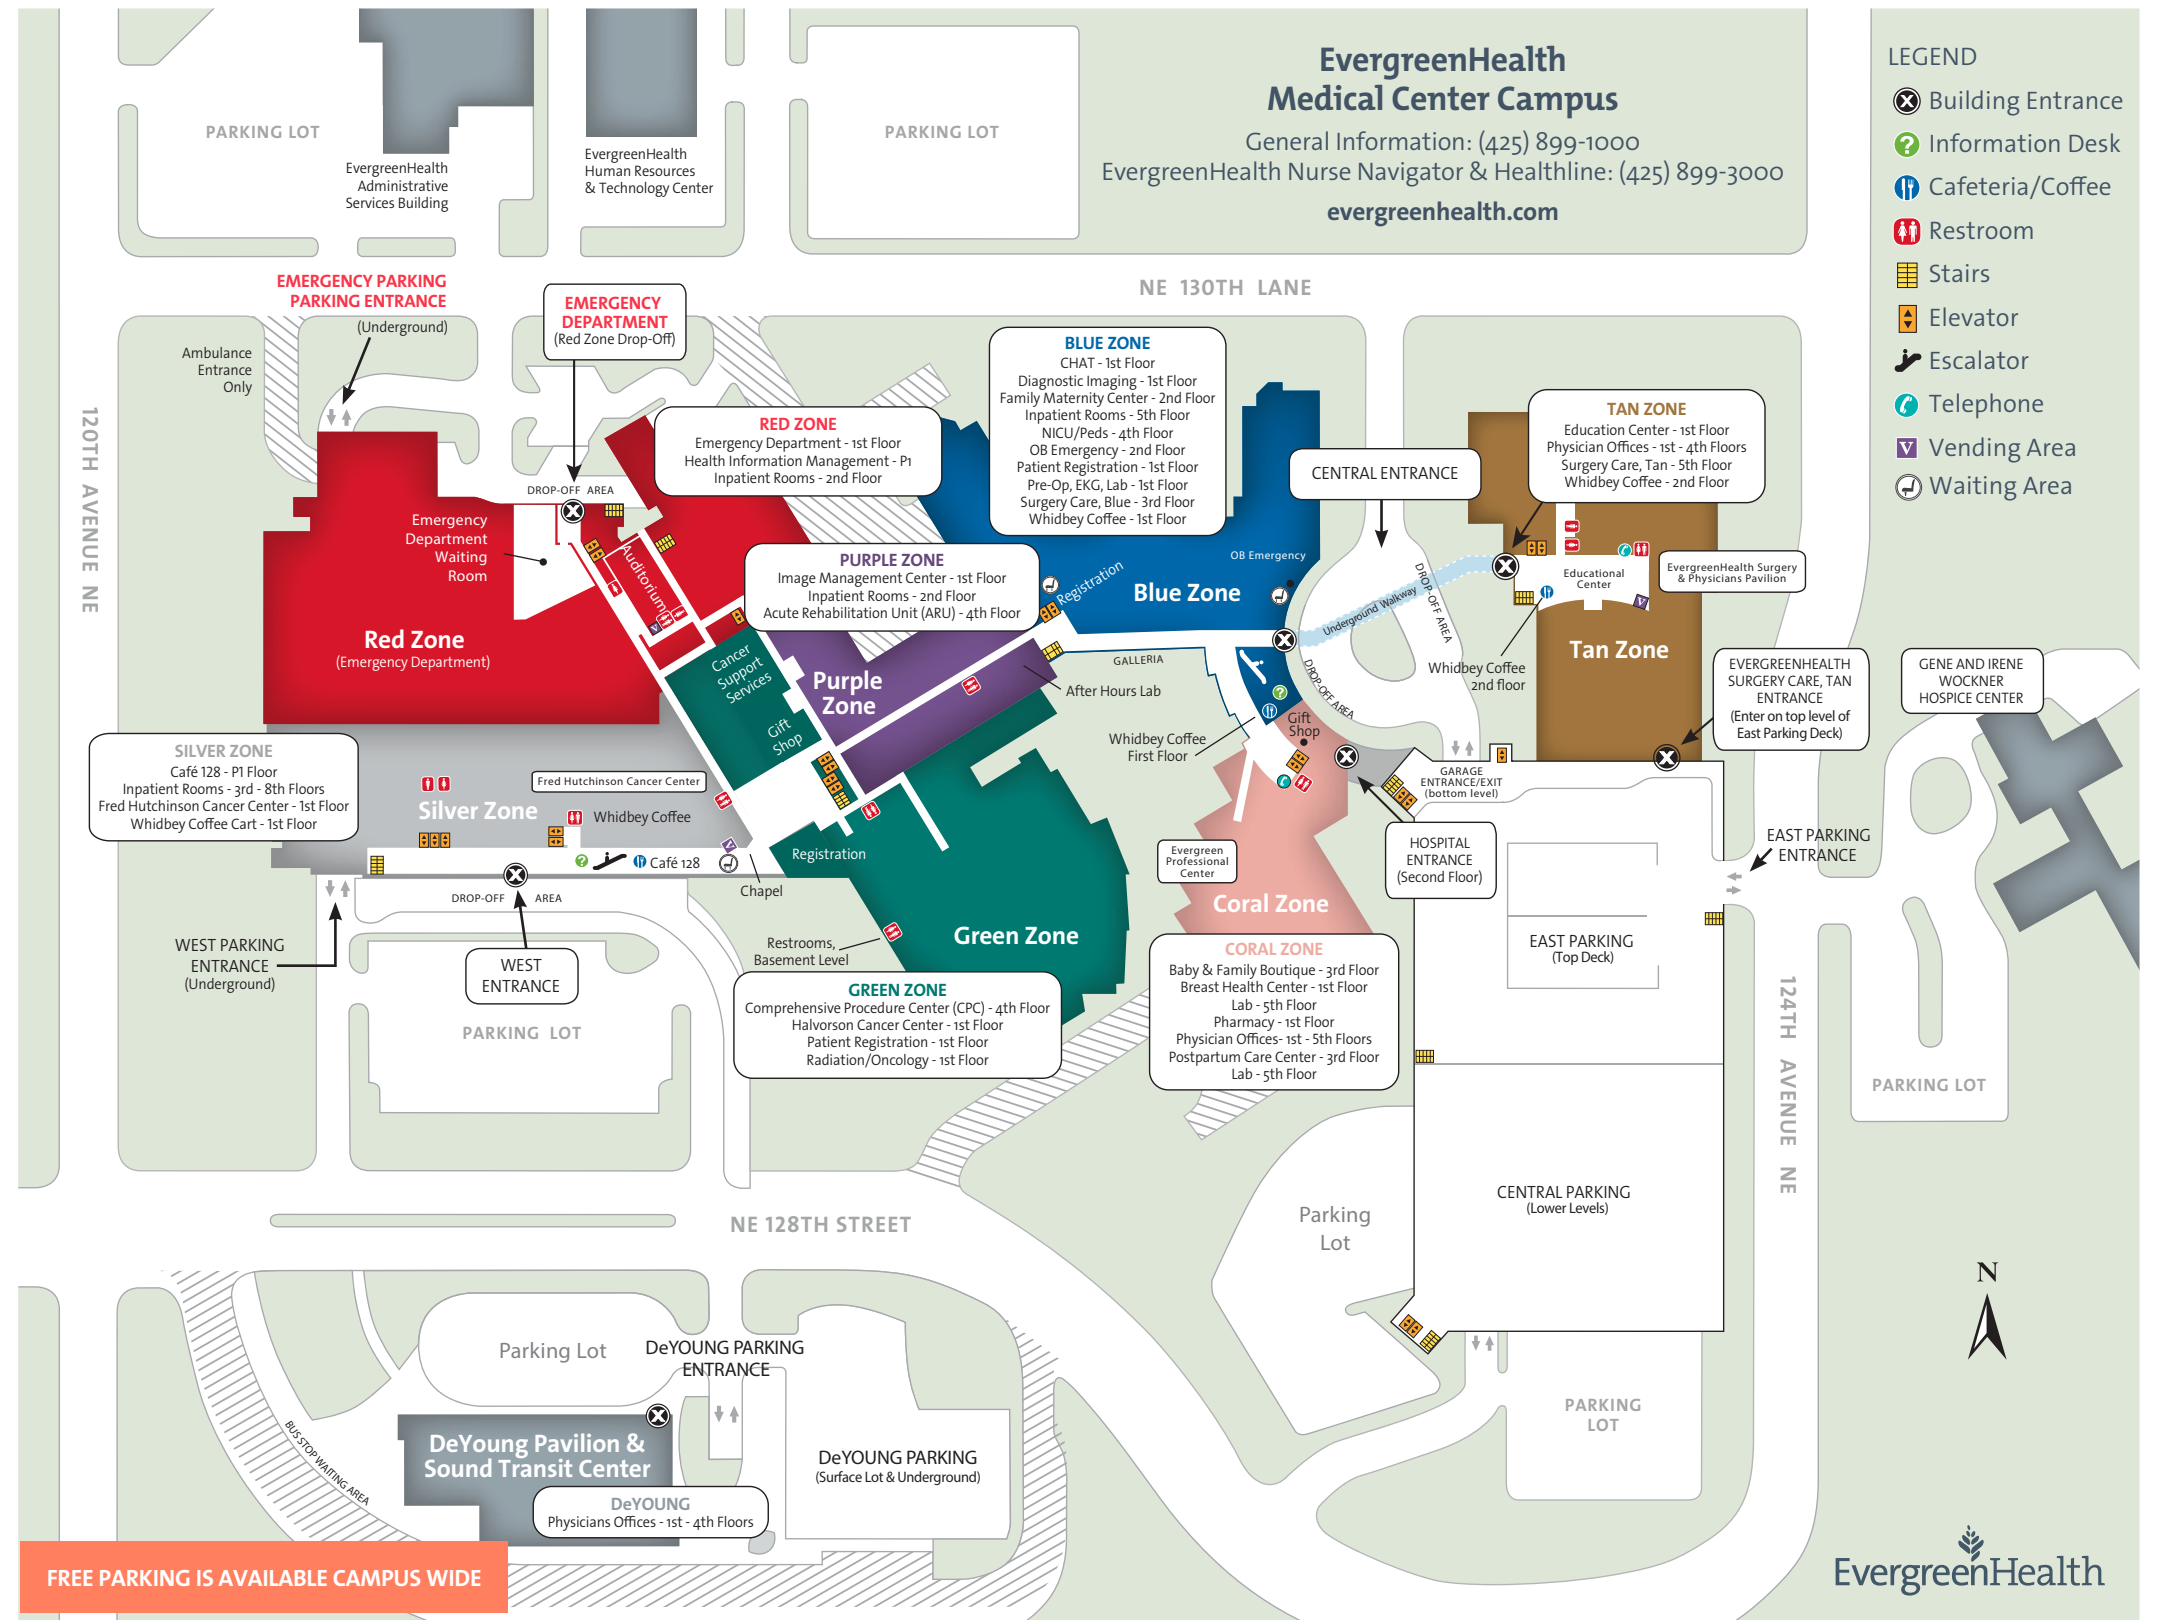 EvergreenHealth
Medical Center Campus
General Information: (425) 899-1000
EvergreenHealth Nurse Navigator & Healthline: (425) 899-3000
evergreenhealth.com
LEGEND
Building Entrance
Information Desk
Cafeteria/Coffee
Restroom
Stairs
Elevator
Escalator
Telephone
V
Vending Area
Waiting Area
PARKING LOT
EvergreenHealth
Administrative
Services Building
EvergreenHealth
Human Resources
& Technology Center
PARKING LOT
NE 130TH LANE
120TH AVENUE NE
EMERGENCY PARKING
PARKING ENTRANCE
(Underground)
Ambulance
Entrance
Only
EMERGENCY
DEPARTMENT
(Red Zone Drop-Off)
DROP-OFF AREA
Emergency
Department
Waiting
Room
Auditorium
V
Red Zone
(Emergency Department)
RED ZONE
Emergency Department - 1st Floor
Health Information Management - P1
Inpatient Rooms - 2nd Floor
PURPLE ZONE
Image Management Center - 1st Floor
Inpatient Rooms - 2nd Floor
Acute Rehabilitation Unit (ARU) - 4th Floor
BLUE ZONE
CHAT - 1st Floor
Diagnostic Imaging - 1st Floor
Family Maternity Center - 2nd Floor
Inpatient Rooms - 5th Floor
NICU/Peds - 4th Floor
OB Emergency - 2nd Floor
Patient Registration - 1st Floor
Pre-Op, EKG, Lab - 1st Floor
Surgery Care, Blue - 3rd Floor
Whidbey Coffee - 1st Floor
Registration
OB Emergency
Blue Zone
GALLERIA
CENTRAL ENTRANCE
DROP-OFF AREA
Underground Walkway
DROP-OFF AREA
TAN ZONE
Education Center - 1st Floor
Physician Offices - 1st - 4th Floors
Surgery Care, Tan - 5th Floor
Whidbey Coffee - 2nd Floor
EvergreenHealth Surgery
& Physicians Pavilion
Educational
Center
V
Tan Zone
Whidbey Coffee
2nd floor
EVERGREENHEALTH
SURGERY CARE, TAN
ENTRANCE
(Enter on top level of
East Parking Deck)
GENE AND IRENE
WOCKNER
HOSPICE CENTER
Cancer
Support
Services
Gift
Shop
Purple
Zone
After Hours Lab
Whidbey Coffee
First Floor
Gift
Shop
GARAGE
ENTRANCE/EXIT
(bottom level)
SILVER ZONE
Café 128 - P1 Floor
Inpatient Rooms - 3rd - 8th Floors
Fred Hutchinson Cancer Center - 1st Floor
Whidbey Coffee Cart - 1st Floor
Fred Hutchinson Cancer Center
Silver Zone
Whidbey Coffee
Café 128
V
Chapel
Registration
DROP-OFF AREA
WEST PARKING
ENTRANCE
(Underground)
WEST
ENTRANCE
PARKING LOT
Restrooms,
Basement Level
Green Zone
GREEN ZONE
Comprehensive Procedure Center (CPC) - 4th Floor
Halvorson Cancer Center - 1st Floor
Patient Registration - 1st Floor
Radiation/Oncology - 1st Floor
Evergreen
Professional
Center
Coral Zone
CORAL ZONE
Baby & Family Boutique - 3rd Floor
Breast Health Center - 1st Floor
Lab - 5th Floor
Pharmacy - 1st Floor
Physician Offices- 1st - 5th Floors
Postpartum Care Center - 3rd Floor
Lab - 5th Floor
HOSPITAL
ENTRANCE
(Second Floor)
EAST PARKING
ENTRANCE
EAST PARKING
(Top Deck)
124TH AVENUE NE
PARKING LOT
CENTRAL PARKING
(Lower Levels)
Parking
Lot
PARKING
LOT
N
NE 128TH STREET
Parking Lot
DeYOUNG PARKING
ENTRANCE
BUS STOP WAITING AREA
DeYoung Pavilion &
Sound Transit Center
DeYOUNG
Physicians Offices - 1st - 4th Floors
DeYOUNG PARKING
(Surface Lot & Underground)
FREE PARKING IS AVAILABLE CAMPUS WIDE
EvergreenHealth